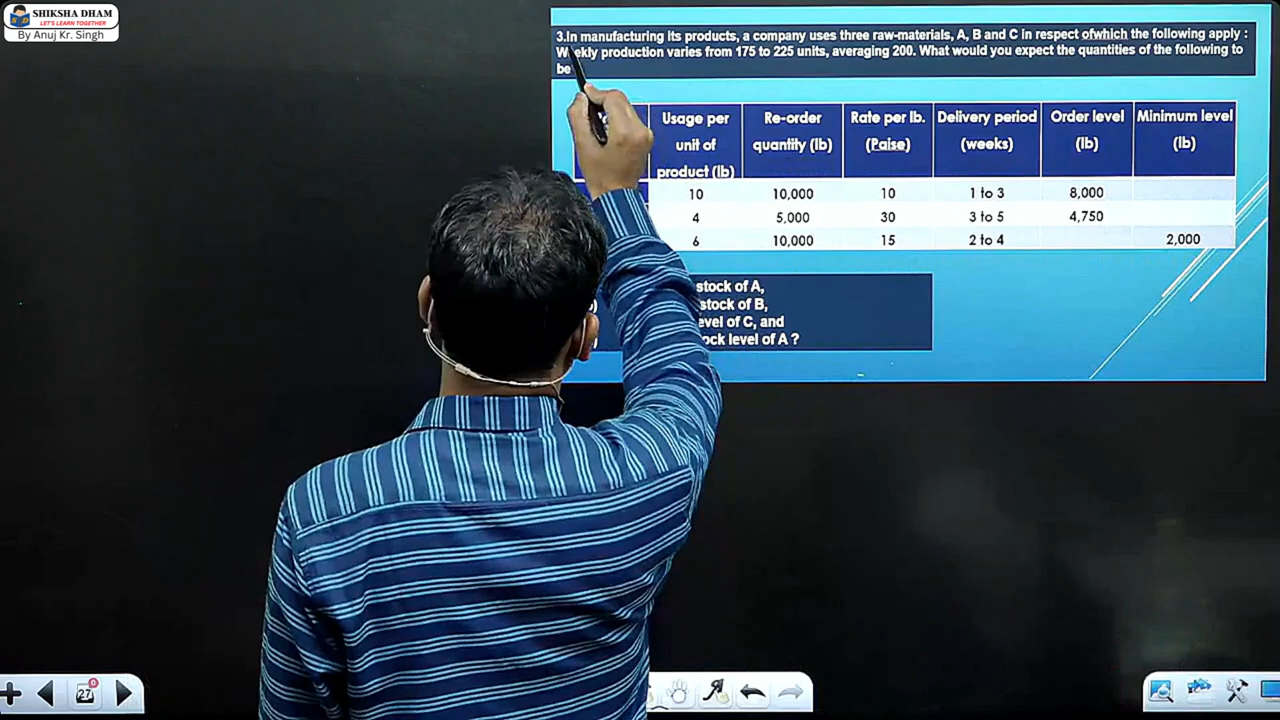 SHIKSHA DHAM
LET'S LEARN TOGETHER
By Anuj Kr. Singh
3.In manufacturing its products, a company uses three raw-materials, A, B and C in respect ofwhich the following apply :
Weekly production varies from 175 to 225 units, averaging 200. What would you expect the quantities of the following to
be
Usage per unit of product (lb) Re-order quantity (lb) Rate per lb. (Paise) Delivery period (weeks) Order level (lb) Minimum level (lb)
10 10,000 10 1 to 3 8,000
4 5,000 30 3 to 5 4,750
6 10,000 15 2 to 4 2,000
stock of A,
stock of B,
of C, and
level of A ?
27
0